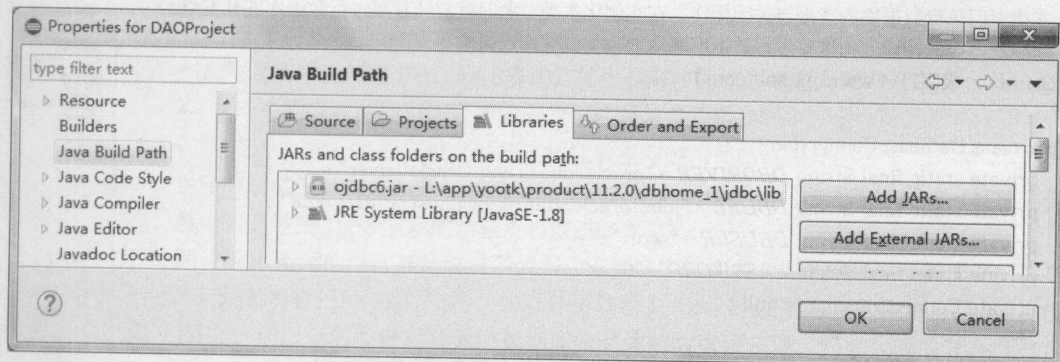 Properties for DAOProject
type filter text
Resource
Builders
Java Build Path
Java Code Style
Java Compiler
Java Editor
Javadoc Location
Java Build Path
Source
Projects
Libraries
Order and Export
JARs and class folders on the build path:
ojdbc6.jar - L:\app\yootk\product\11.2.0\dbhome_1\jdbc\lib
JRE System Library [JavaSE-1.8]
Add JARs...
Add External JARs...
OK
Cancel